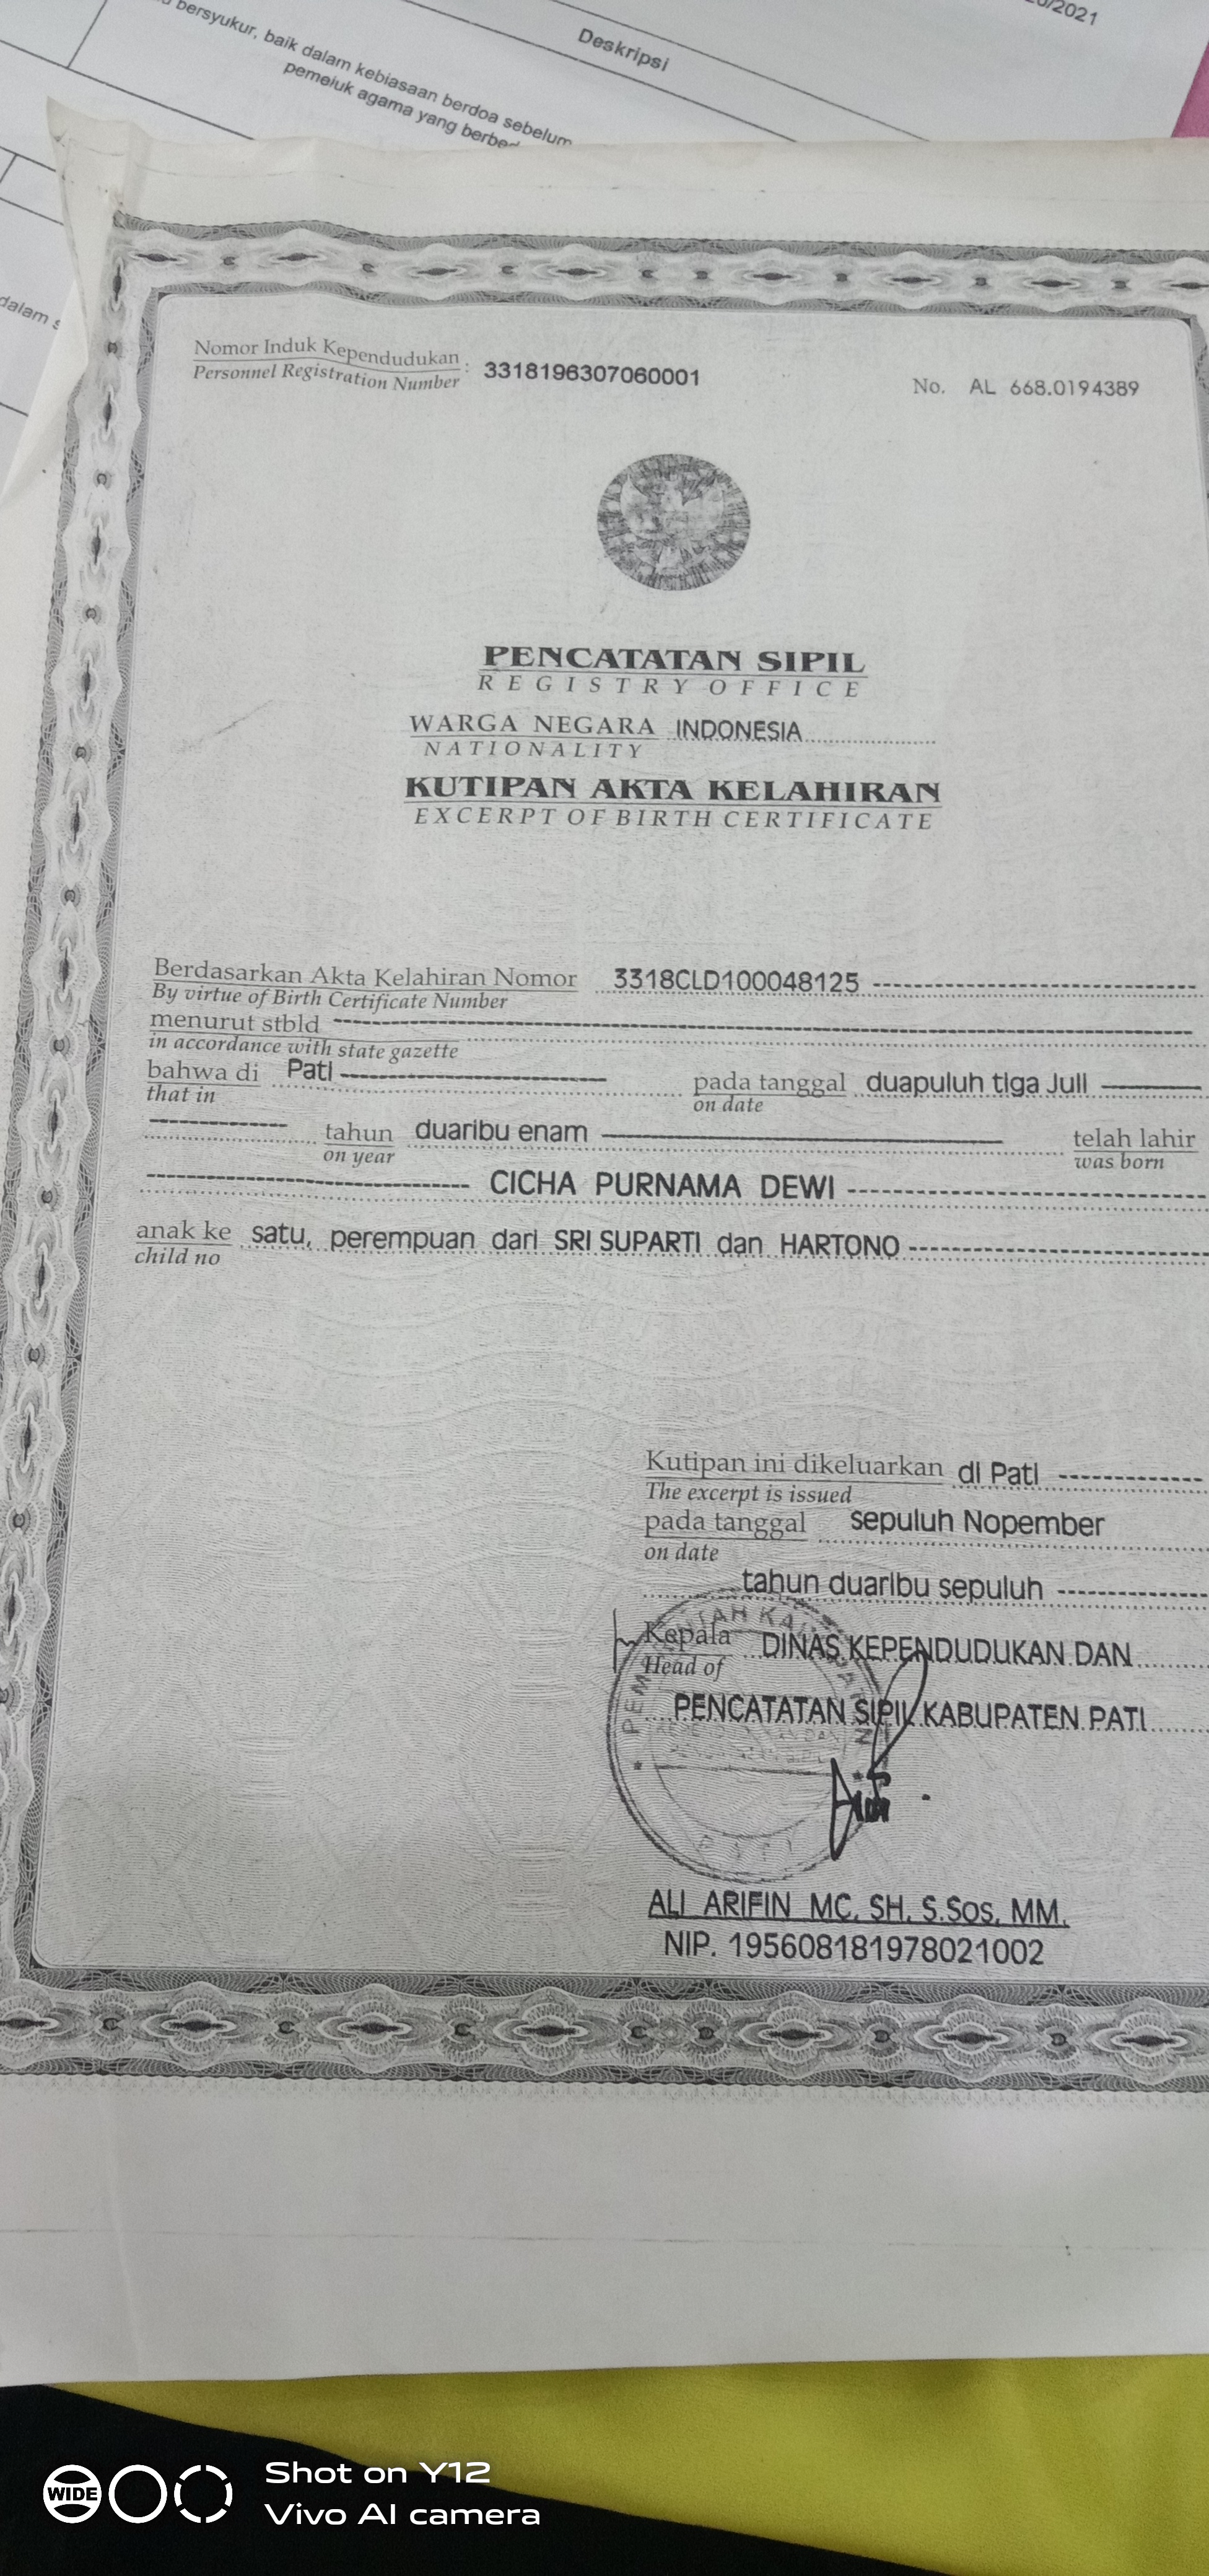 20/2021
Deskripsi
bersyukur, baik dalam kebiasaan berdoa sebelum
pemeluk agama yang
dalam
Nomor Induk Kependudukan
Personnel Registration Number
: 3318196307060001
No. AL 668.0194389
PENCATATAN SIPIL
REGISTRY OFFICE
WARGA NEGARA INDONESIA
NATIONALITY
KUTIPAN AKTA KELAHIRAN
EXCERPT OF BIRTH CERTIFICATE
Berdasarkan Akta Kelahiran Nomor 3318CLD100048125
By virtue of Birth Certificate Number
menurut stbld
in accordance with state gazette
bahwa di Pati pada tanggal duapuluh tiga Juli
that in on date
tahun duaribu enam telah lahir
on year was born
CICHA PURNAMA DEWI
anak ke satu, perempuan dari SRI SUPARTI dan HARTONO
child no
Kutipan ini dikeluarkan di Pati
The excerpt is issued
pada tanggal sepuluh Nopember
on date
tahun duaribu sepuluh
Kepala DINAS KEPENDUDUKAN DAN
Head of
PENCATATAN SIPIL KABUPATEN PATI
ALI ARIFIN MC, SH, S.Sos, MM.
NIP. 195608181978021002
WIDE
Shot on Y12
Vivo AI camera